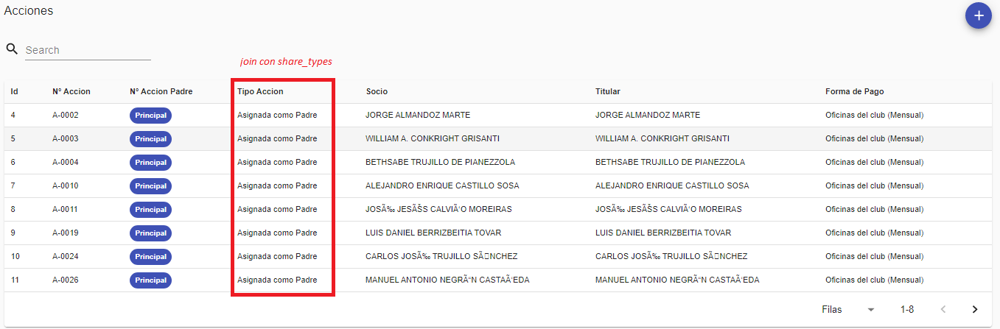 Acciones
+
Search
join con share_types
Id Nº Accion Nº Accion Padre Tipo Accion Socio Titular Forma de Pago
4 A-0002 Principal Asignada como Padre JORGE ALMANDOZ MARTE JORGE ALMANDOZ MARTE Oficinas del club (Mensual)
5 A-0003 Principal Asignada como Padre WILLIAM A. CONKRIGHT GRISANTI WILLIAM A. CONKRIGHT GRISANTI Oficinas del club (Mensual)
6 A-0004 Principal Asignada como Padre BETHSABE TRUJILLO DE PIANEZZOLA BETHSABE TRUJILLO DE PIANEZZOLA Oficinas del club (Mensual)
7 A-0010 Principal Asignada como Padre ALEJANDRO ENRIQUE CASTILLO SOSA ALEJANDRO ENRIQUE CASTILLO SOSA Oficinas del club (Mensual)
8 A-0011 Principal Asignada como Padre JOSÃ‰ JESÃŠS CALVIÃ‘O MOREIRAS JOSÃ‰ JESÃŠS CALVIÃ‘O MOREIRAS Oficinas del club (Mensual)
9 A-0019 Principal Asignada como Padre LUIS DANIEL BERRIZBEITIA TOVAR LUIS DANIEL BERRIZBEITIA TOVAR Oficinas del club (Mensual)
10 A-0024 Principal Asignada como Padre CARLOS JOSÃ‰ TRUJILLO SÃ▯NCHEZ CARLOS JOSÃ‰ TRUJILLO SÃ▯NCHEZ Oficinas del club (Mensual)
11 A-0026 Principal Asignada como Padre MANUEL ANTONIO NEGRÃ“N CASTAÃ‘EDA MANUEL ANTONIO NEGRÃ“N CASTAÃ‘EDA Oficinas del club (Mensual)
Filas 1-8